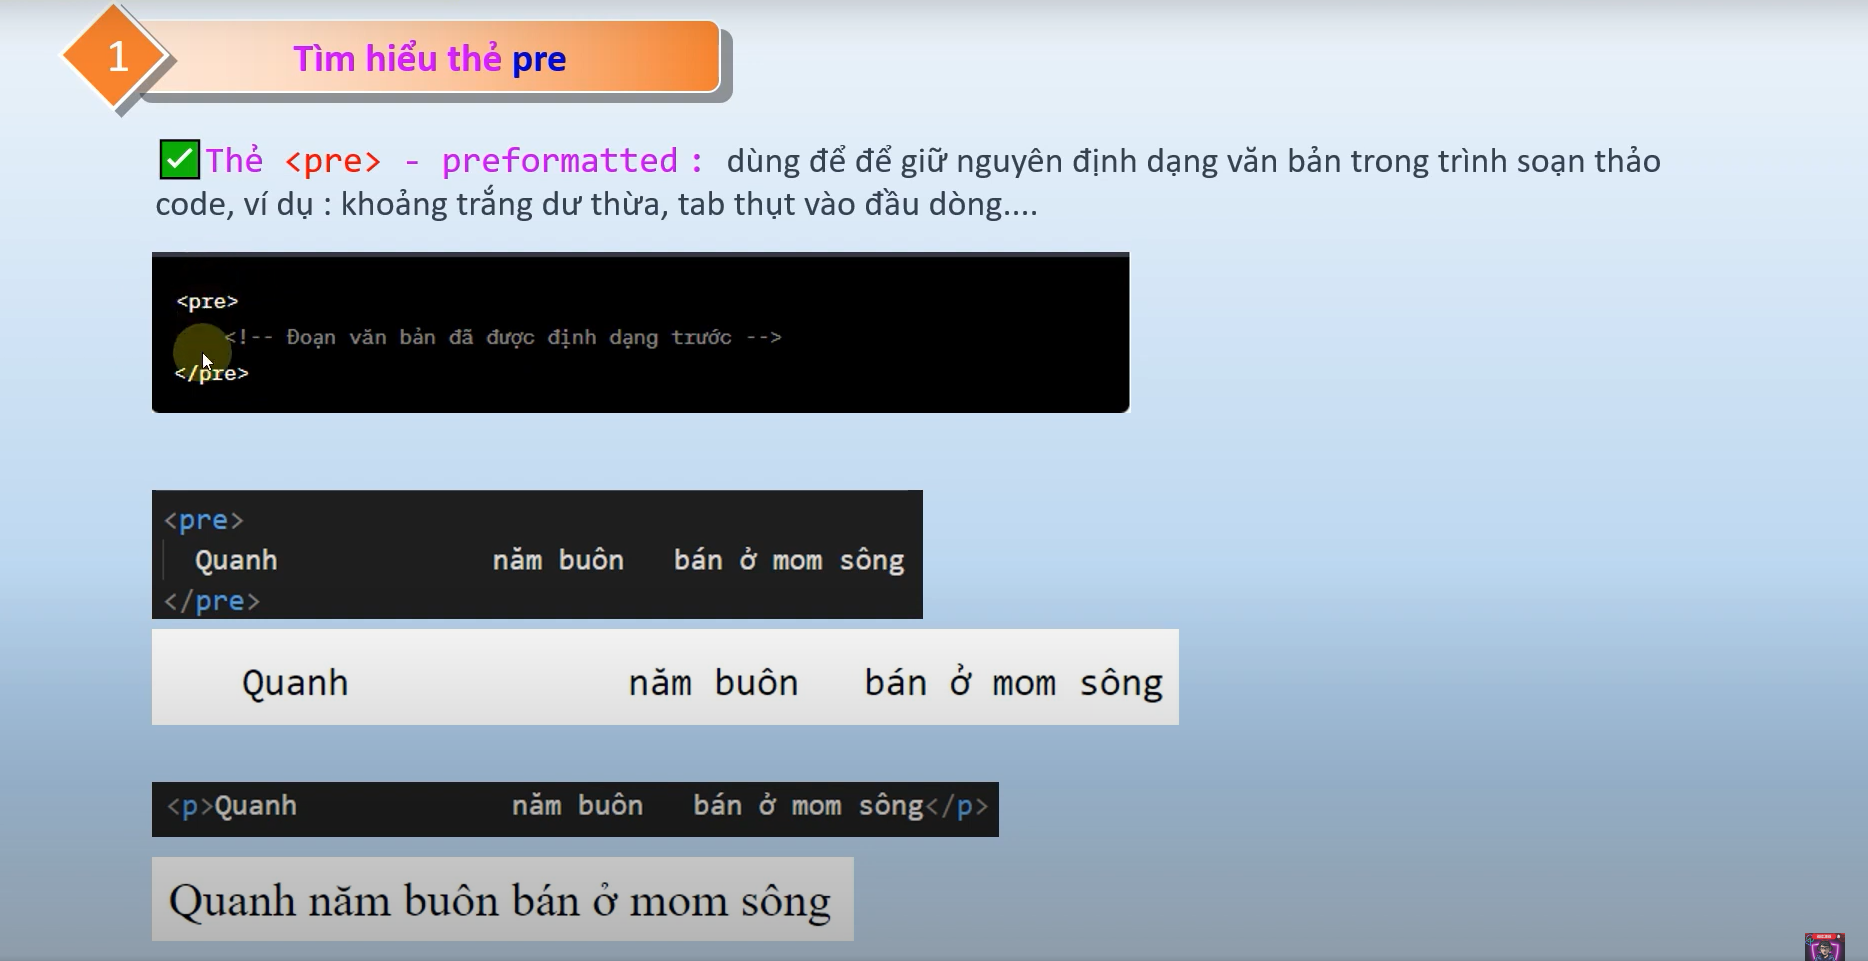 1
Tìm hiểu thẻ pre
Thẻ <pre> - preformatted : dùng để để giữ nguyên định dạng văn bản trong trình soạn thảo
code, ví dụ : khoảng trắng dư thừa, tab thụt vào đầu dòng....
<pre>
<!-- Đoạn văn bản đã được định dạng trước -->
</pre>
<pre>
Quanh             năm buôn   bán ở mom sông
</pre>
Quanh             năm buôn   bán ở mom sông
<p>Quanh             năm buôn   bán ở mom sông</p>
Quanh năm buôn bán ở mom sông